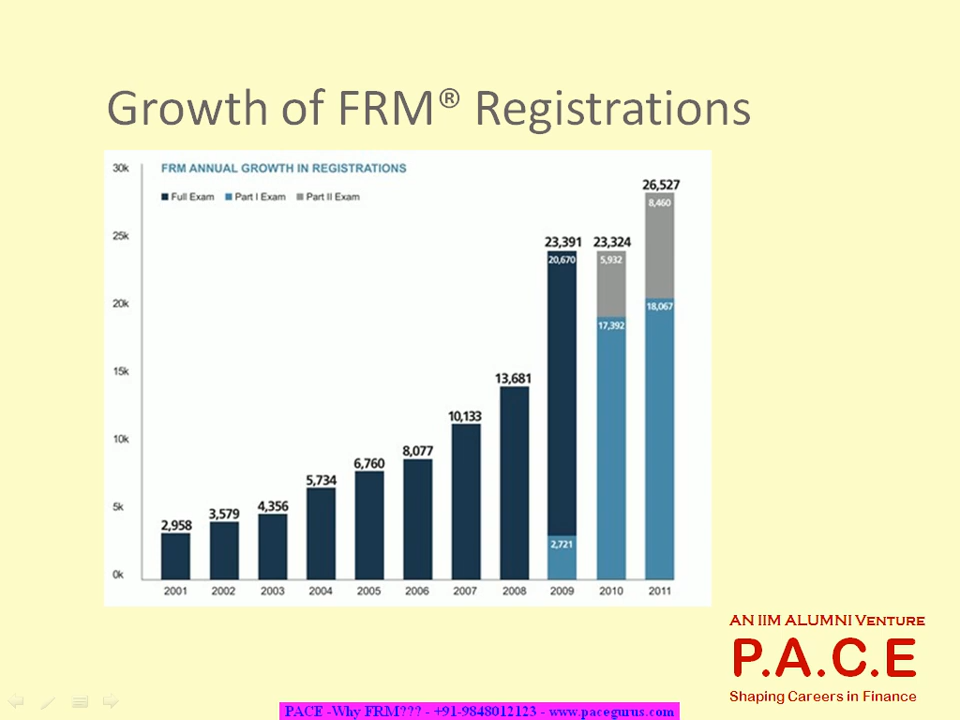 Growth of FRM® Registrations
FRM ANNUAL GROWTH IN REGISTRATIONS
Full Exam Part I Exam Part II Exam
30k
25k
20k
15k
10k
5k
0k
2,958
3,579
4,356
5,734
6,760
8,077
10,133
13,681
23,391
20,670
2,721
23,324
5,932
17,392
26,527
8,460
18,067
2001 2002 2003 2004 2005 2006 2007 2008 2009 2010 2011
AN IIM ALUMNI VENTURE
P.A.C.E
Shaping Careers in Finance
PACE -Why FRM??? - +91-9848012123 - www.pacegurus.com